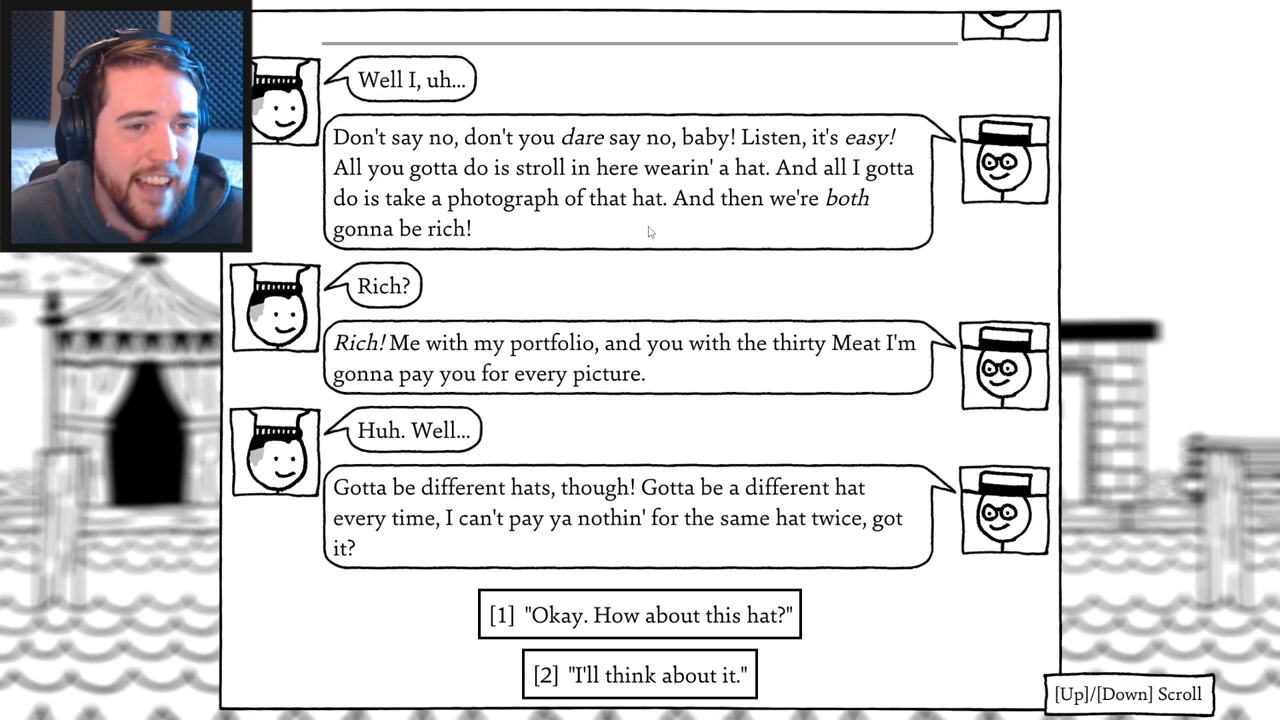 Well I, uh...
Don't say no, don't you dare say no, baby! Listen, it's easy!
All you gotta do is stroll in here wearin' a hat. And all I gotta
do is take a photograph of that hat. And then we're both
gonna be rich!
Rich?
Rich! Me with my portfolio, and you with the thirty Meat I'm
gonna pay you for every picture.
Huh. Well...
Gotta be different hats, though! Gotta be a different hat
every time, I can't pay ya nothin' for the same hat twice, got
it?
[1] "Okay. How about this hat?"
[2] "I'll think about it."
[Up]/[Down] Scroll